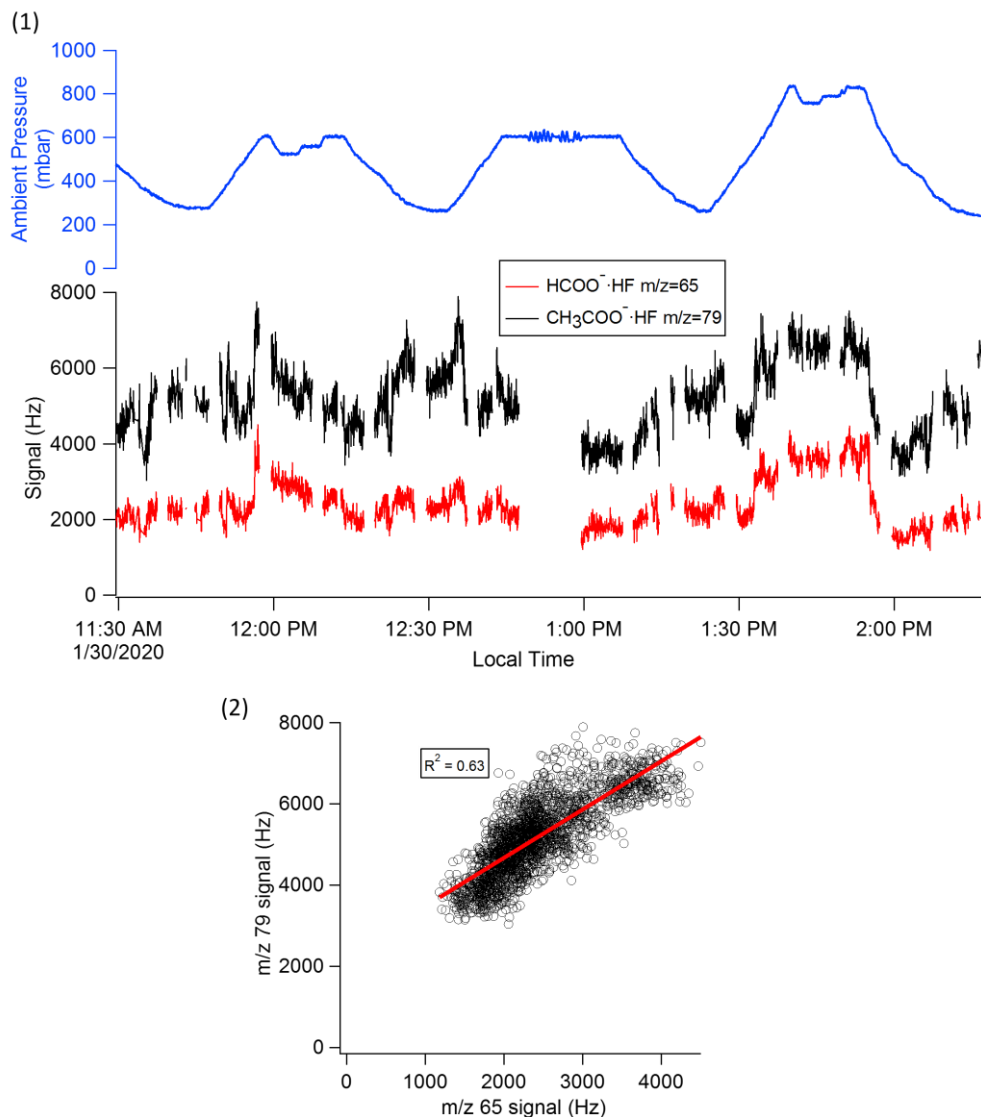 (1)
Ambient Pressure
(mbar)
1000
800
600
400
200
0
HCOO⁻·HF m/z=65
CH₃COO⁻·HF m/z=79
Signal (Hz)
8000
6000
4000
2000
0
11:30 AM 12:00 PM 12:30 PM 1:00 PM 1:30 PM 2:00 PM
1/30/2020
Local Time
(2)
m/z 79 signal (Hz)
8000
6000
4000
2000
0
R² = 0.63
0 1000 2000 3000 4000
m/z 65 signal (Hz)